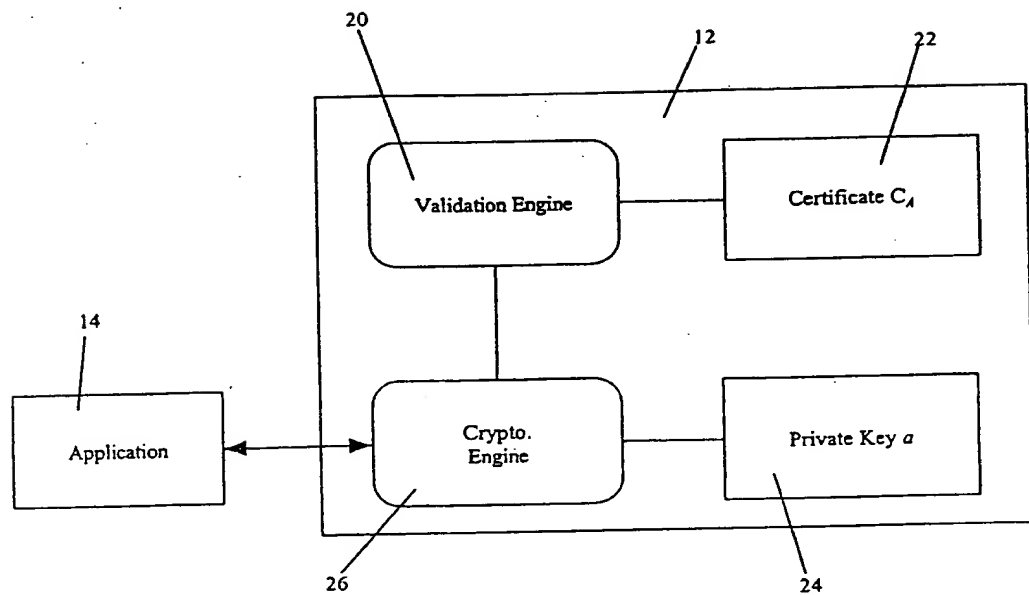 20
12
22
Validation Engine
Certificate C_A
14
Application
Crypto.
Engine
Private Key a
26
24